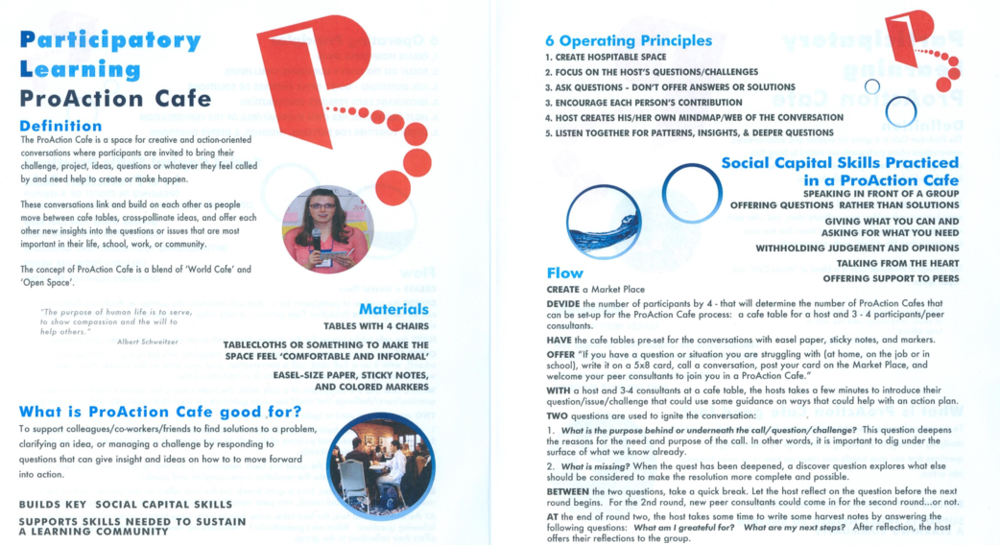 Participatory
Learning
ProAction Cafe
Definition
The ProAction Cafe is a space for creative and action-oriented
conversations where participants are invited to bring their
challenge, project, ideas, questions or whatever they feel called
by and need help to create or make happen.
These conversations link and build on each other as people
move between cafe tables, cross-pollinate ideas, and offer each
other new insights into the questions or issues that are most
important in their life, school, work, or community.
The concept of ProAction Cafe is a blend of 'World Cafe' and
'Open Space'.
"The purpose of human life is to serve,
to show compassion and the will to
help others."
Albert Schweitzer
Materials
TABLES WITH 4 CHAIRS
TABLECLOTHS OR SOMETHING TO MAKE THE
SPACE FEEL 'COMFORTABLE AND INFORMAL'
EASEL-SIZE PAPER, STICKY NOTES,
AND COLORED MARKERS
What is ProAction Cafe good for?
To support colleagues/co-workers/friends to find solutions to a problem,
clarifying an idea, or managing a challenge by responding to
questions that can give insight and ideas on how to to move forward
into action.
BUILDS KEY SOCIAL CAPITAL SKILLS
SUPPORTS SKILLS NEEDED TO SUSTAIN
A LEARNING COMMUNITY
6 Operating Principles
1. CREATE HOSPITABLE SPACE
2. FOCUS ON THE HOST'S QUESTIONS/CHALLENGES
3. ASK QUESTIONS - DON'T OFFER ANSWERS OR SOLUTIONS
3. ENCOURAGE EACH PERSON'S CONTRIBUTION
4. HOST CREATES HIS/HER OWN MINDMAP/WEB OF THE CONVERSATION
5. LISTEN TOGETHER FOR PATTERNS, INSIGHTS, & DEEPER QUESTIONS
Social Capital Skills Practiced
in a ProAction Cafe
SPEAKING IN FRONT OF A GROUP
OFFERING QUESTIONS RATHER THAN SOLUTIONS
GIVING WHAT YOU CAN AND
ASKING FOR WHAT YOU NEED
WITHHOLDING JUDGEMENT AND OPINIONS
TALKING FROM THE HEART
OFFERING SUPPORT TO PEERS
Flow
CREATE a Market Place
DEVIDE the number of participants by 4 - that will determine the number of ProAction Cafes that
can be set-up for the ProAction Cafe process: a cafe table for a host and 3 - 4 participants/peer
consultants.
HAVE the cafe tables pre-set for the conversations with easel paper, sticky notes, and markers.
OFFER "If you have a question or situation you are struggling with (at home, on the job or in
school), write it on a 5x8 card, call a conversation, post your card on the Market Place, and
welcome your peer consultants to join you in a ProAction Cafe."
WITH a host and 3-4 consultants at a cafe table, the hosts takes a few minutes to introduce their
question/issue/challenge that could use some guidance on ways that could help with an action plan.
TWO questions are used to ignite the conversation:
1. What is the purpose behind or underneath the call/question/challenge? This question deepens
the reasons for the need and purpose of the call. In other words, it is important to dig under the
surface of what we know already.
2. What is missing? When the quest has been deepened, a discover question explores what else
should be considered to make the resolution more complete and possible.
BETWEEN the two questions, take a quick break. Let the host reflect on the question before the next
round begins. For the 2nd round, new peer consultants could come in for the second round...or not.
AT the end of round two, the host takes some time to write some harvest notes by answering the
following questions: What am I greateful for? What are my next steps? After reflection, the host
offers their reflections to the group.